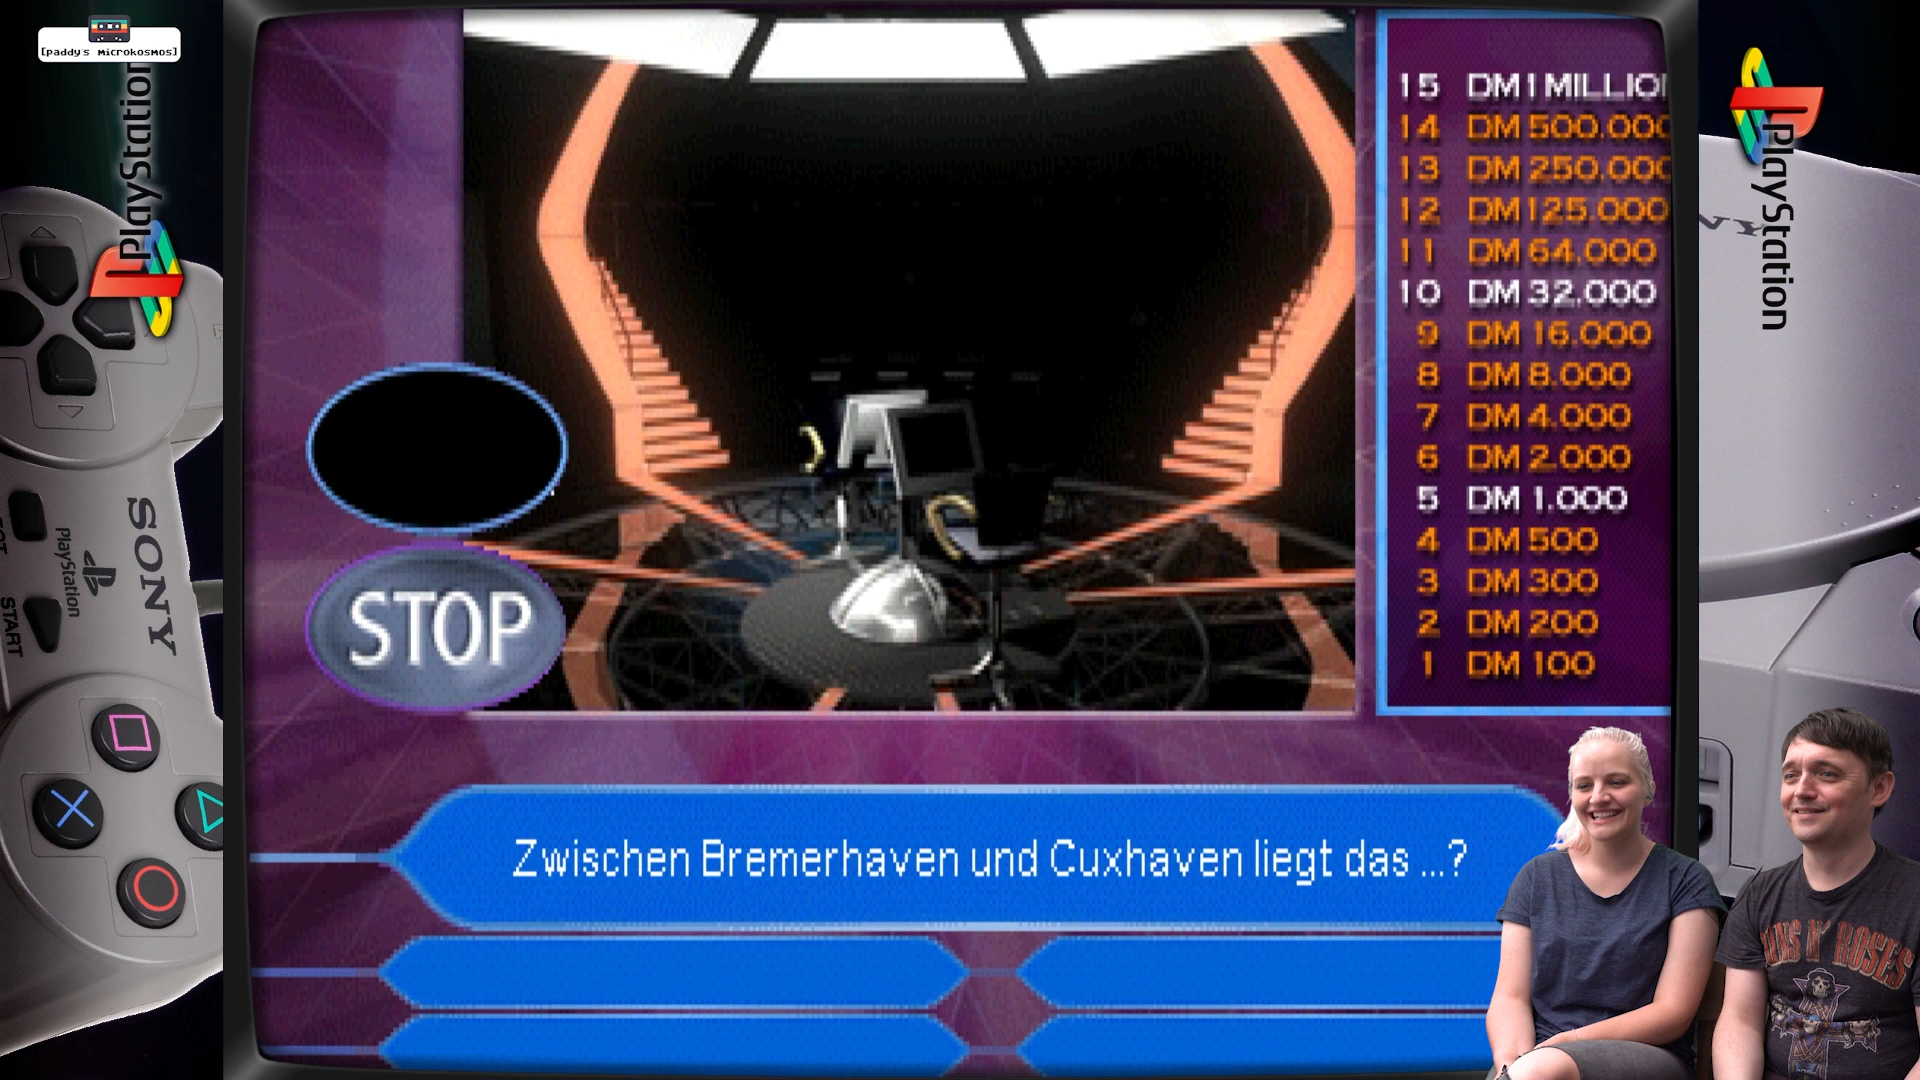 [paddy's microkosmos]
PlayStation
SONY
PlayStation
START
STOP
15 DM 1 MILLION
14 DM 500.000
13 DM 250.000
12 DM 125.000
11 DM 64.000
10 DM 32.000
9 DM 16.000
8 DM 8.000
7 DM 4.000
6 DM 2.000
5 DM 1.000
4 DM 500
3 DM 300
2 DM 200
1 DM 100
PlayStation
Zwischen Bremerhaven und Cuxhaven liegt das ...?
GUNS N' ROSES